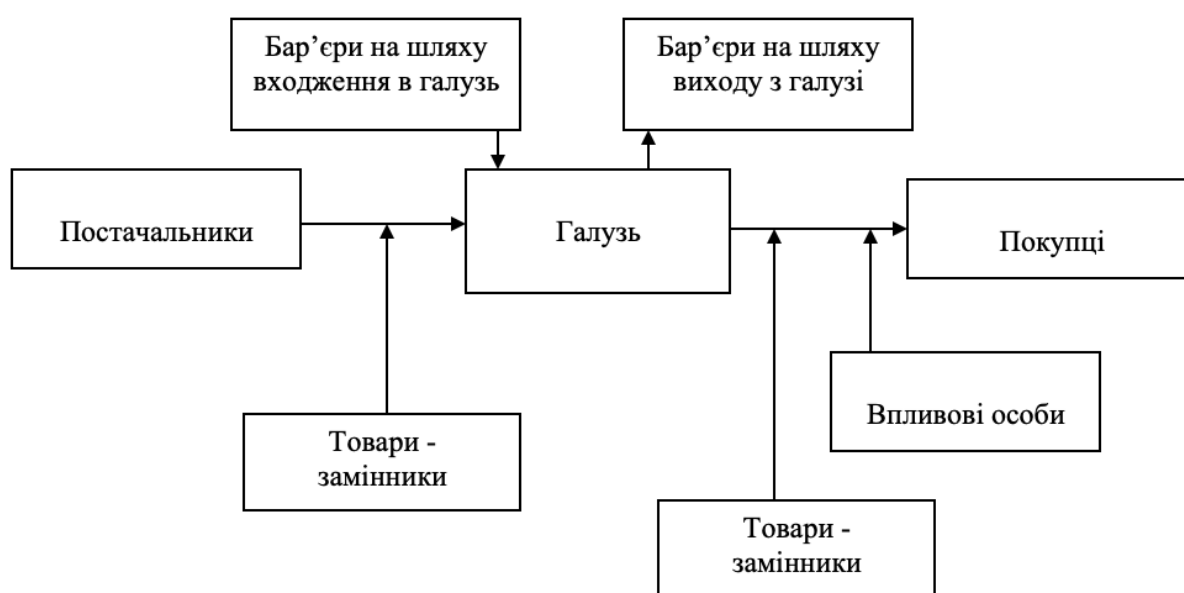 Бар’єри на шляху
входження в галузь
Бар’єри на шляху
виходу з галузі
Постачальники
Галузь
Покупці
Впливові особи
Товари -
замінники
Товари -
замінники